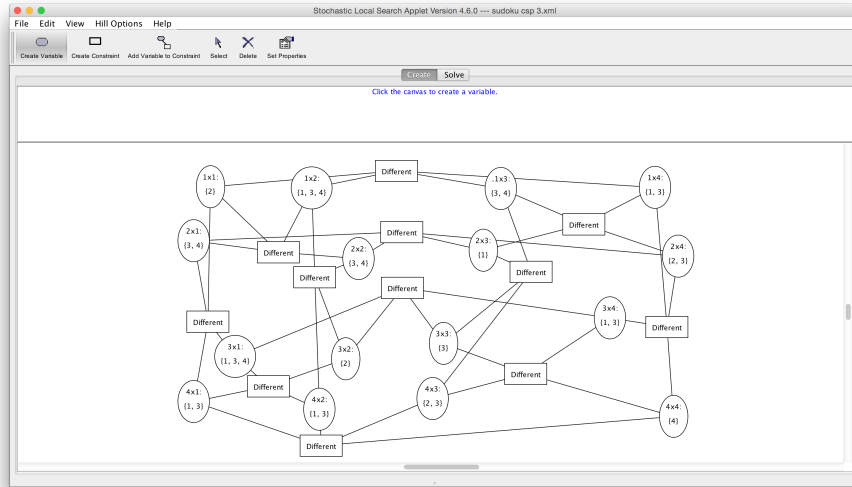 Stochastic Local Search Applet Version 4.6.0 --- sudoku csp 3.xml
File Edit View Hill Options Help
Create Variable Create Constraint Add Variable to Constraint Select Delete Set Properties
Create Solve
Click the canvas to create a variable.
1x1:
{2}
1x2:
{1, 3, 4}
Different
.1x3:
{3, 4}
1x4:
{1, 3}
2x1:
{3, 4}
Different
2x2:
{3, 4}
Different
2x3:
{1}
Different
2x4:
{2, 3}
Different
Different
Different
Different
3x1:
{1, 3, 4}
3x2:
{2}
3x3:
{3}
3x4:
{1, 3}
Different
Different
Different
4x1:
{1, 3}
4x2:
{1, 3}
4x3:
{2, 3}
4x4:
{4}
Different